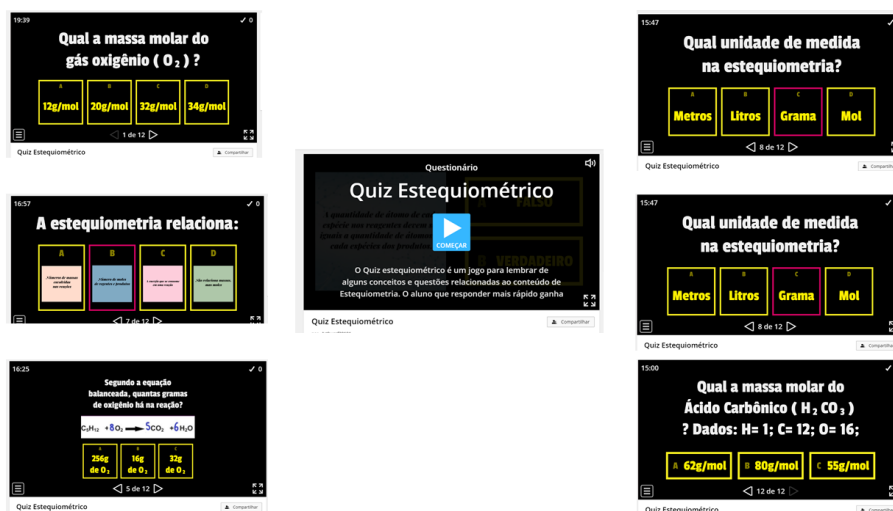 19:39
✓ 0
Qual a massa molar do
gás oxigênio ( O₂ ) ?
A B C D
12g/mol 20g/mol 32g/mol 34g/mol
1 de 12
Quiz Estequiométrico
Compartilhar
16:57
✓ 0
A estequiometria relaciona:
A B C D
7 de 12
16:25
✓ 0
Segundo a equação
balanceada, quantas gramas
de oxigênio há na reação?
C₅H₁₂ +8O₂ → 5CO₂ +6H₂O
A B C
256g 16g 32g
de O₂ de O₂ de O₂
5 de 12
Quiz Estequiométrico
Compartilhar
Questionário
Quiz Estequiométrico
A FALSO
B VERDADEIRO
COMEÇAR
O Quiz estequiométrico é um jogo para lembrar de
alguns conceitos e questões relacionadas ao conteúdo de
Estequiometria. O aluno que responder mais rápido ganha
Quiz Estequiométrico
Compartilhar
15:47
Qual unidade de medida
na estequiometria?
A B C D
Metros Litros Grama Mol
8 de 12
Quiz Estequiométrico
15:47
Qual unidade de medida
na estequiometria?
A B C D
Metros Litros Grama Mol
8 de 12
Quiz Estequiométrico
15:00
Qual a massa molar do
Ácido Carbônico ( H₂ CO₃ )
? Dados: H= 1; C= 12; O= 16;
A 62g/mol B 80g/mol C 55g/mol
12 de 12
Quiz Estequiométrico